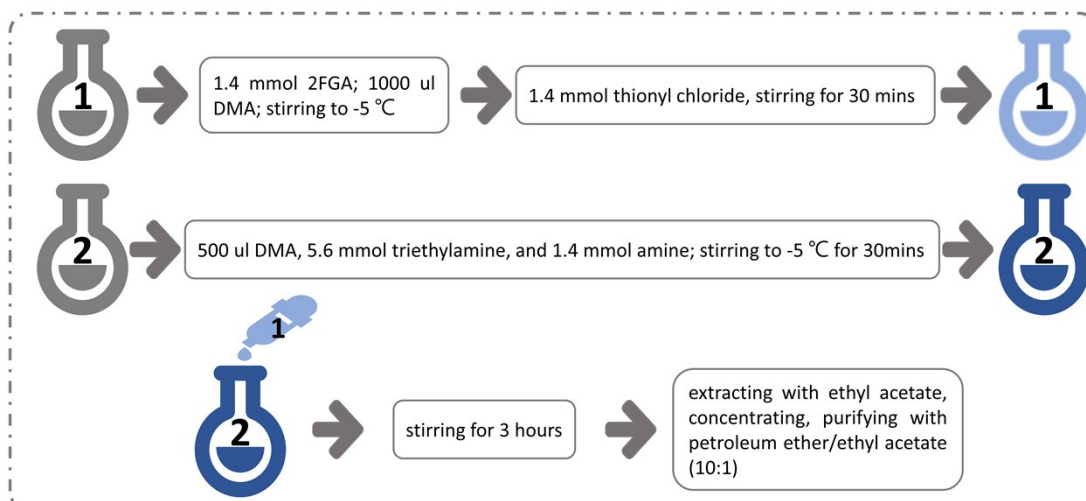 1
1.4 mmol 2FGA; 1000 ul
DMA; stirring to -5 ℃
1.4 mmol thionyl chloride, stirring for 30 mins
1
2
500 ul DMA, 5.6 mmol triethylamine, and 1.4 mmol amine; stirring to -5 ℃ for 30mins
2
1
2
stirring for 3 hours
extracting with ethyl acetate,
concentrating, purifying with
petroleum ether/ethyl acetate
(10:1)